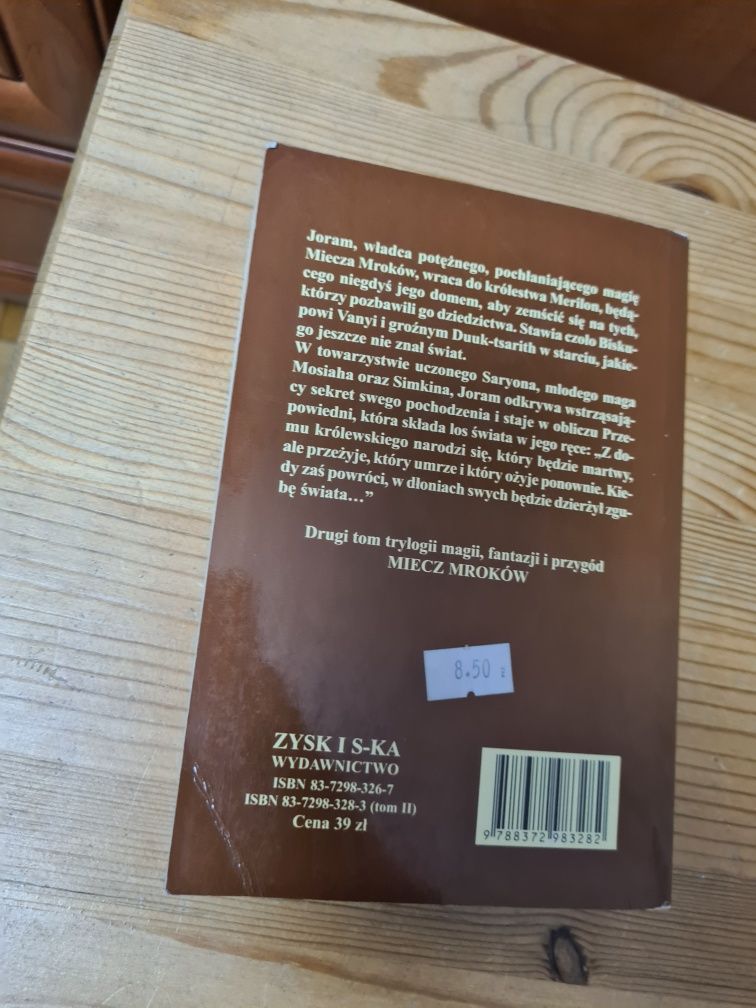 Joram, władca potężnego, pochłaniającego magię
Miecza Mroków, wraca do królestwa Merilon, będą-
cego niegdyś jego domem, aby zemścić się na tych,
którzy pozbawili go dziedzictwa. Stawia czoło Bisku-
powi Vanyi i groźnym Duuk-tsarith w starciu, jakie-
go jeszcze nie znał świat.
W towarzystwie uczonego Saryona, młodego maga
Mosiaha oraz Simkina, Joram odkrywa wstrząsają-
cy sekret swego pochodzenia i staje w obliczu Prze-
powiedni, która składa los świata w jego ręce: „Z do-
mu królewskiego narodzi się, który będzie martwy,
ale przeżyje, który umrze i który ożyje ponownie. Kie-
dy zaś powróci, w dłoniach swych będzie dzierżył zgu-
bę świata…”
Drugi tom trylogii magii, fantazji i przygód
MIECZ MROKÓW
8.50
ZYSK I S-KA
WYDAWNICTWO
ISBN 83-7298-326-7
ISBN 83-7298-328-3 (tom II)
Cena 39 zł
9 788372 983282